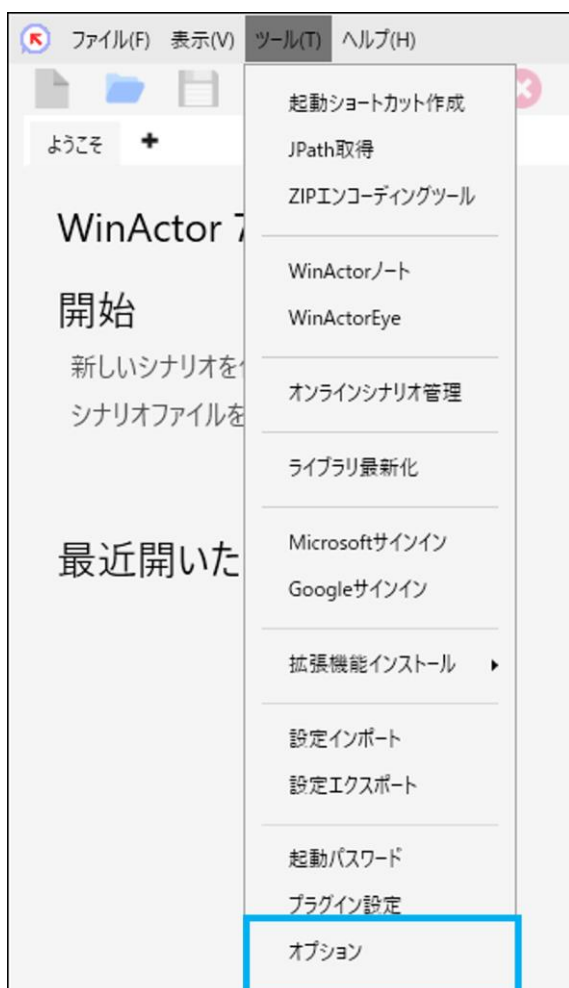 ファイル(F) 表示(V) ツール(T) ヘルプ(H)
ようこそ
WinActor 7
開始
新しいシナリオを
シナリオファイルを
最近開いた
起動ショートカット作成
JPath取得
ZIPエンコーディングツール
WinActorノート
WinActorEye
オンラインシナリオ管理
ライブラリ最新化
Microsoftサインイン
Googleサインイン
拡張機能インストール
設定インポート
設定エクスポート
起動パスワード
プラグイン設定
オプション